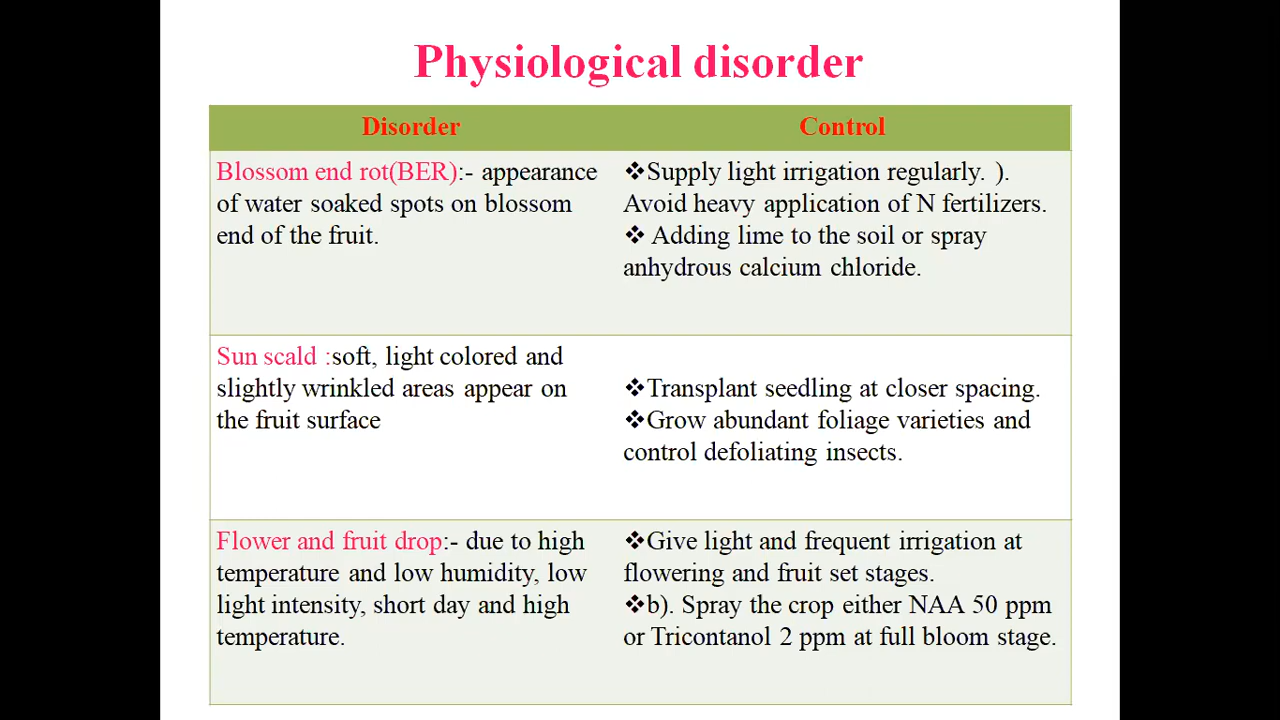 Physiological disorder
Disorder
Control
Blossom end rot(BER):- appearance
of water soaked spots on blossom
end of the fruit.
❖Supply light irrigation regularly. ).
Avoid heavy application of N fertilizers.
❖ Adding lime to the soil or spray
anhydrous calcium chloride.
Sun scald :soft, light colored and
slightly wrinkled areas appear on
the fruit surface
❖Transplant seedling at closer spacing.
❖Grow abundant foliage varieties and
control defoliating insects.
Flower and fruit drop:- due to high
temperature and low humidity, low
light intensity, short day and high
temperature.
❖Give light and frequent irrigation at
flowering and fruit set stages.
❖b). Spray the crop either NAA 50 ppm
or Tricontanol 2 ppm at full bloom stage.